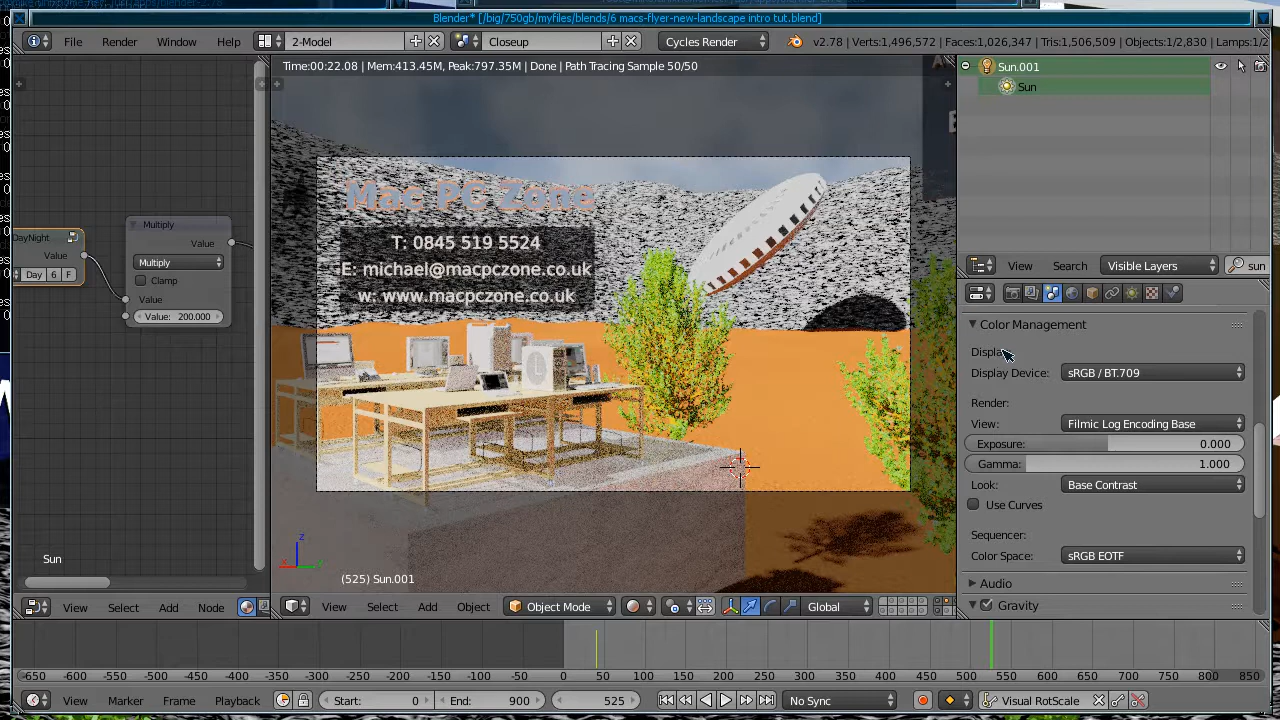 Blender* [/big/750gb/myfiles/blends/6 macs-flyer-new-landscape intro tut.blend]
File Render Window Help 2-Model Closeup Cycles Render v2.78 | Verts:1,496,572 | Faces:1,026,347 | Tris:1,506,509 | Objects:1/2,830 | Lamps:1/2
Time:00:22.08 | Mem:413.45M, Peak:797.35M | Done | Path Tracing Sample 50/50
Sun.001
Sun
Mac PC Zone
T: 0845 519 5524
E: michael@macpczone.co.uk
w: www.macpczone.co.uk
DayNight
Value
Day 6 F
Multiply
Value
Multiply
Clamp
Value
Value: 200.000
Sun
(525) Sun.001
z
View Search Visible Layers sun
Color Management
Display
Display Device: sRGB / BT.709
Render:
View: Filmic Log Encoding Base
Exposure: 0.000
Gamma: 1.000
Look: Base Contrast
Use Curves
Sequencer:
Color Space: sRGB EOTF
Audio
Gravity
View Select Add Node View Select Add Object Object Mode Global
-650 -600 -550 -500 -450 -400 -350 -300 -250 -200 -150 -100 -50 0 50 100 150 200 250 300 350 400 450 500 550 600 650 700 750 800 850
View Marker Frame Playback Start: 0 End: 900 525 No Sync Visual RotScale